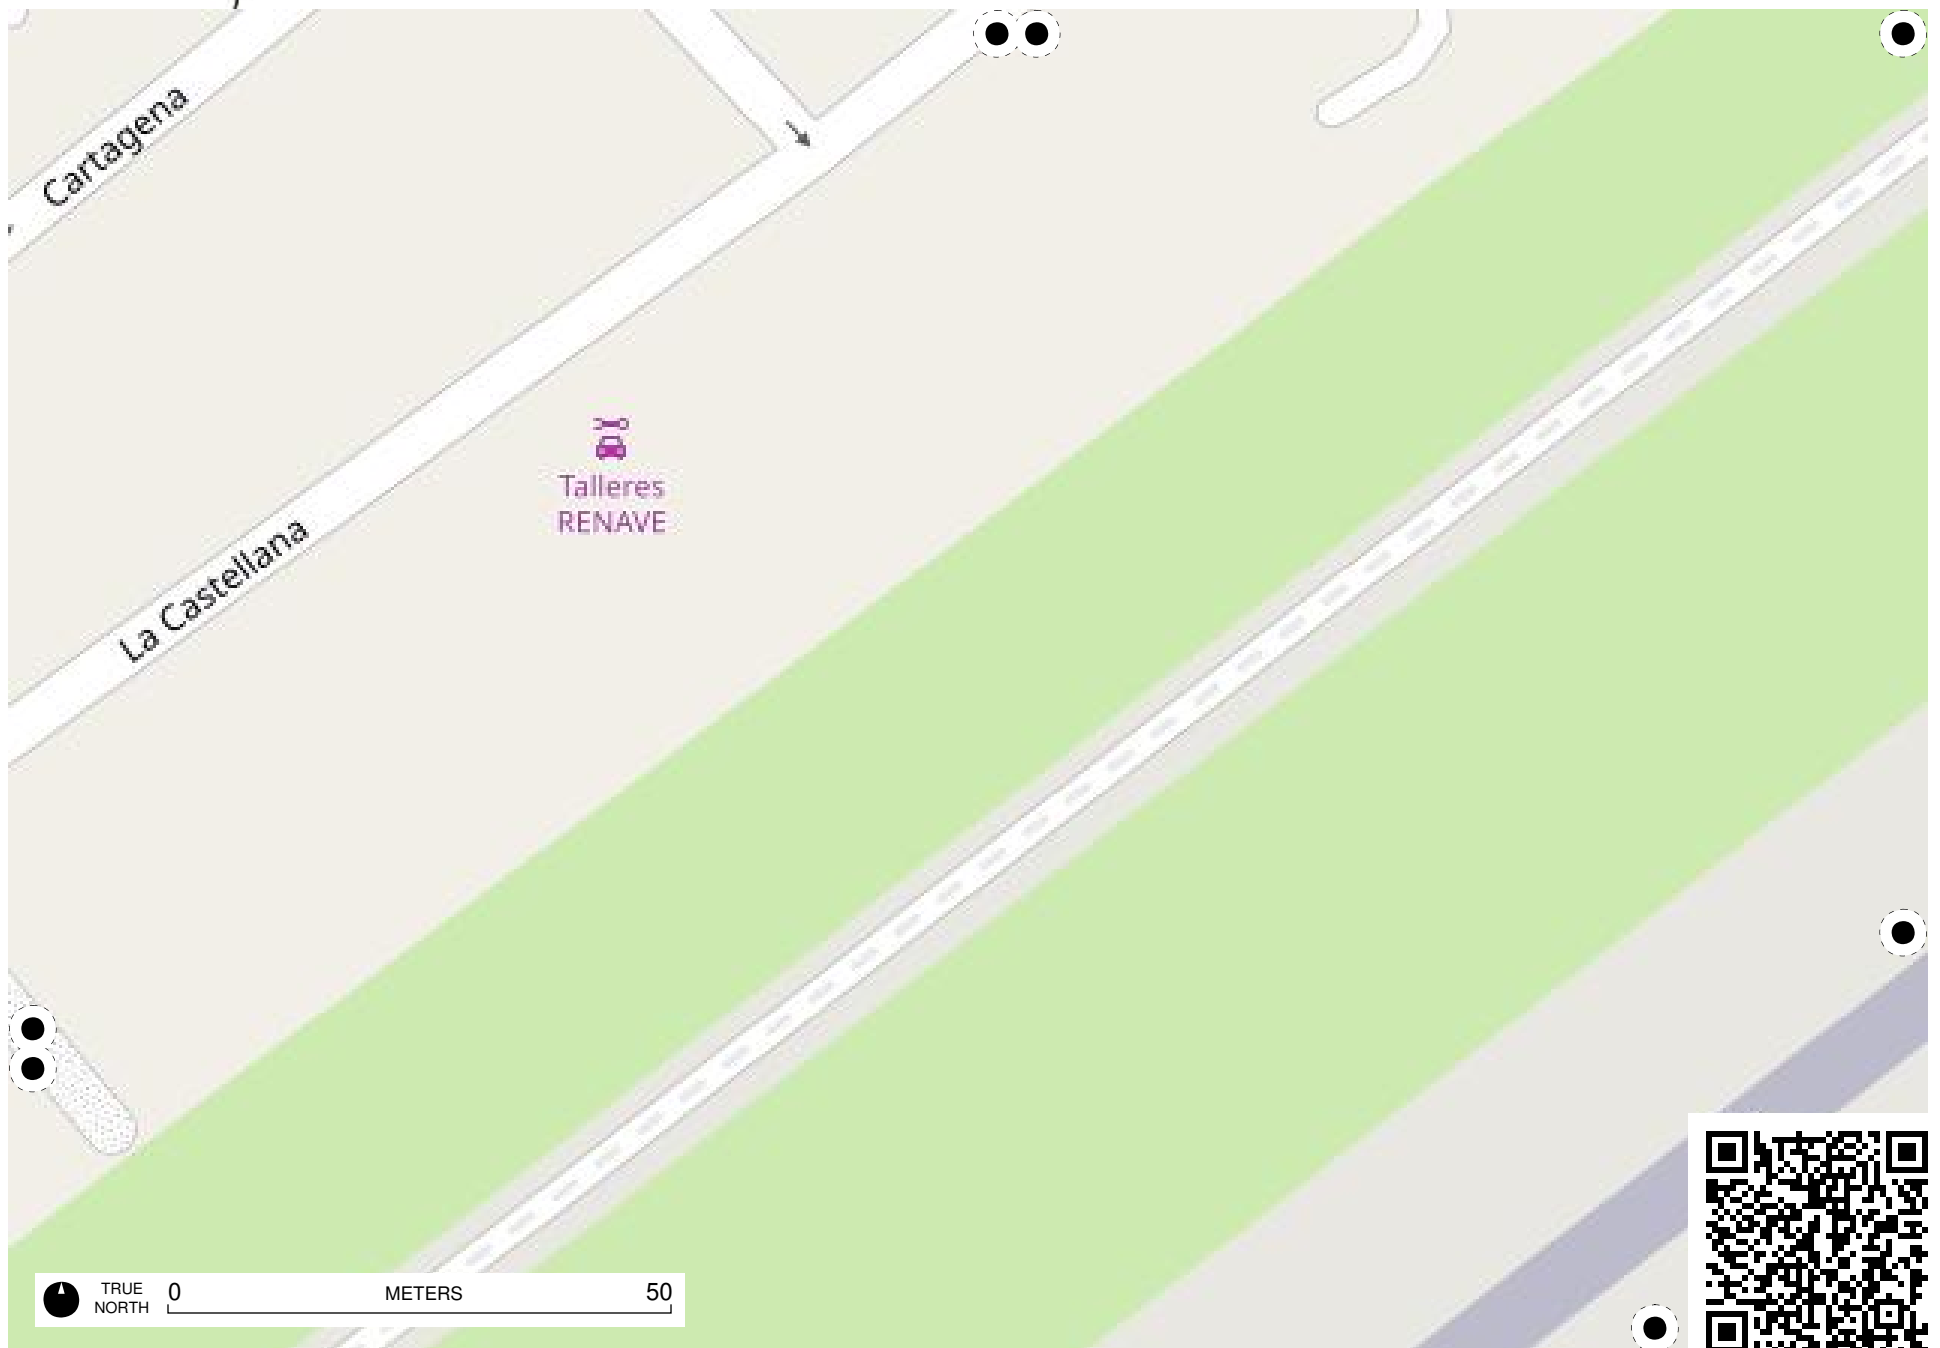 Cartagena
Talleres
RENAVE
La Castellana
TRUE
NORTH
0 METERS 50